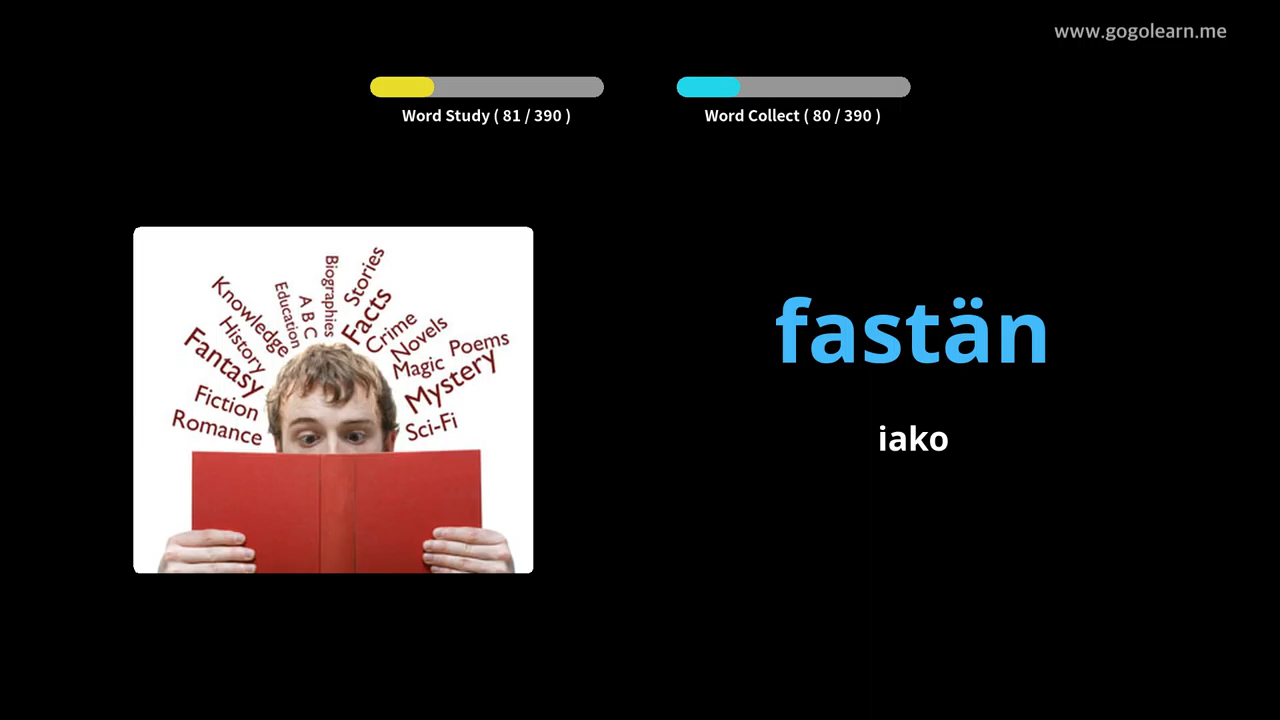 www.gogolearn.me
Word Study ( 81 / 390 )
Word Collect ( 80 / 390 )
Biographies
Stories
Knowledge
Education
A B C
Facts
History
Crime
Novels
Fantasy
Magic
Poems
Mystery
Fiction
Romance
Sci-Fi
fastän
iako